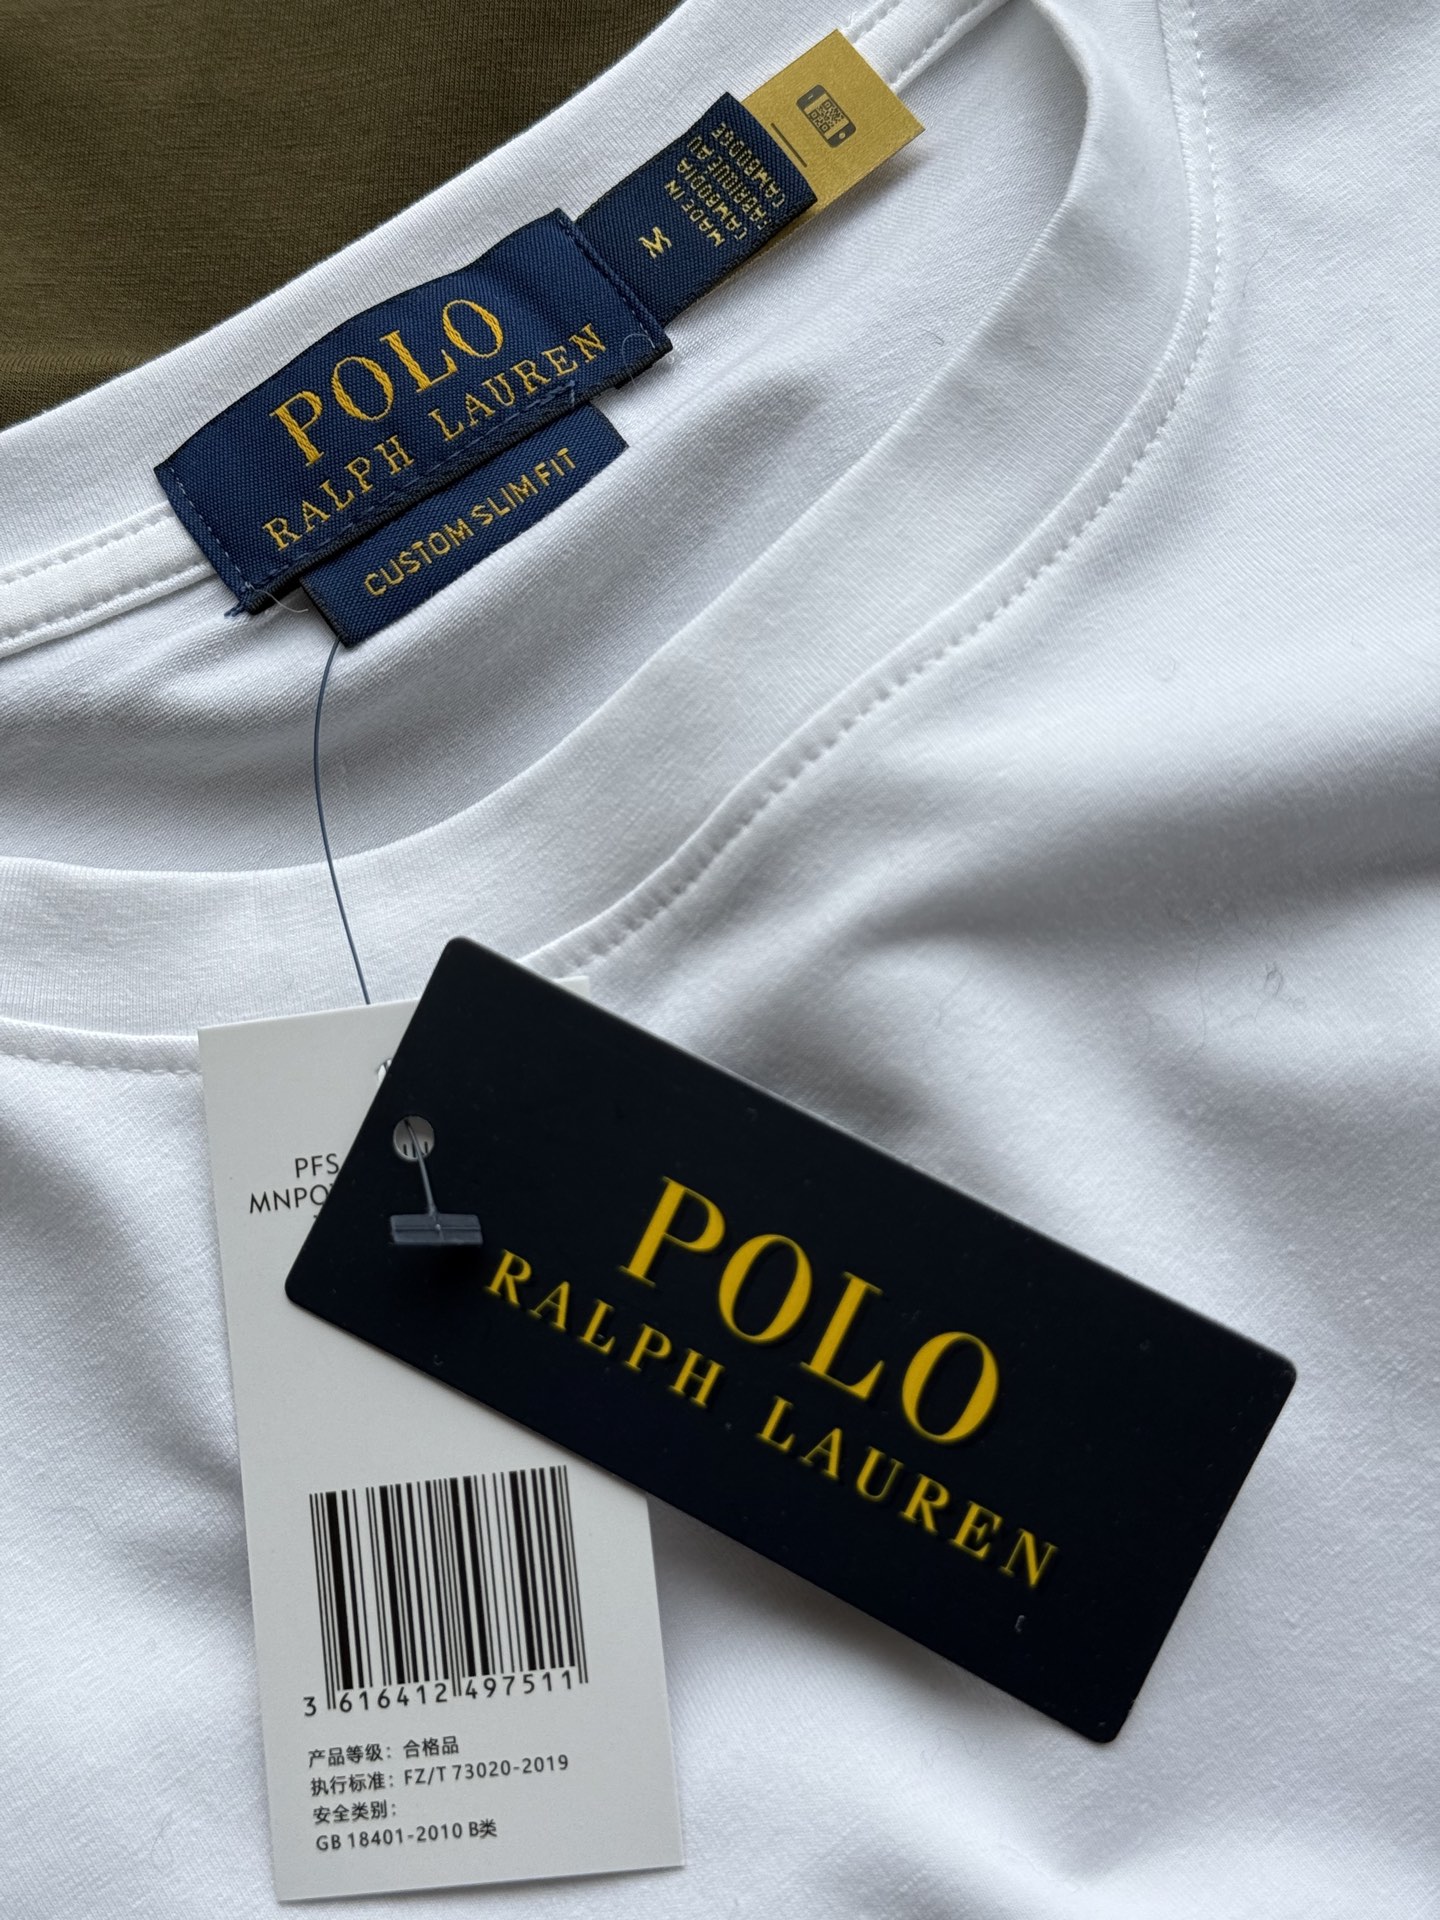 M
MADE IN
CAMBODIA
FABRIQUE AU
CAMBODGE
POLO
RALPH LAUREN
CUSTOM SLIM FIT
PFS
MNPO
POLO
RALPH LAUREN
3 616412 497511
产品等级：合格品
执行标准：FZ/T 73020-2019
安全类别：
GB 18401-2010 B类